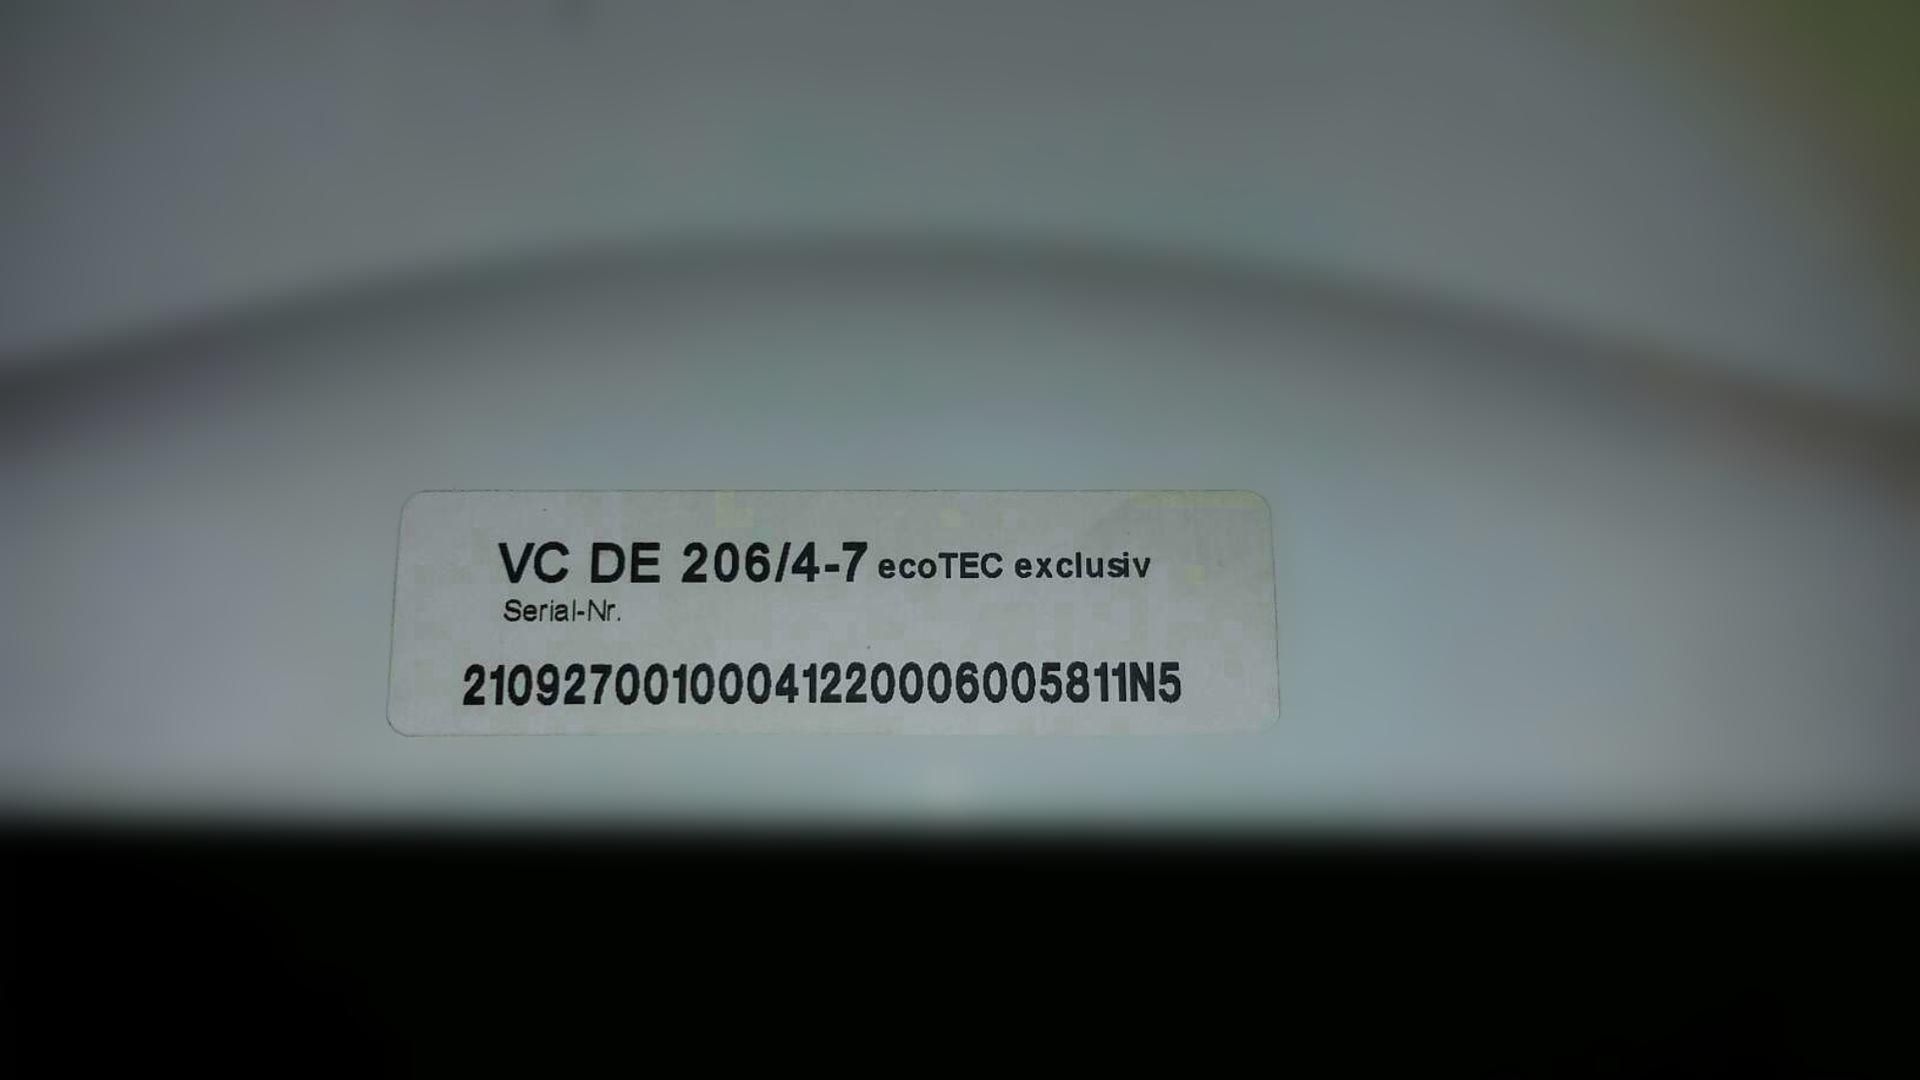 VC DE 206/4-7 ecoTEC exclusiv
Serial-Nr.
21092700100041220006005811N5